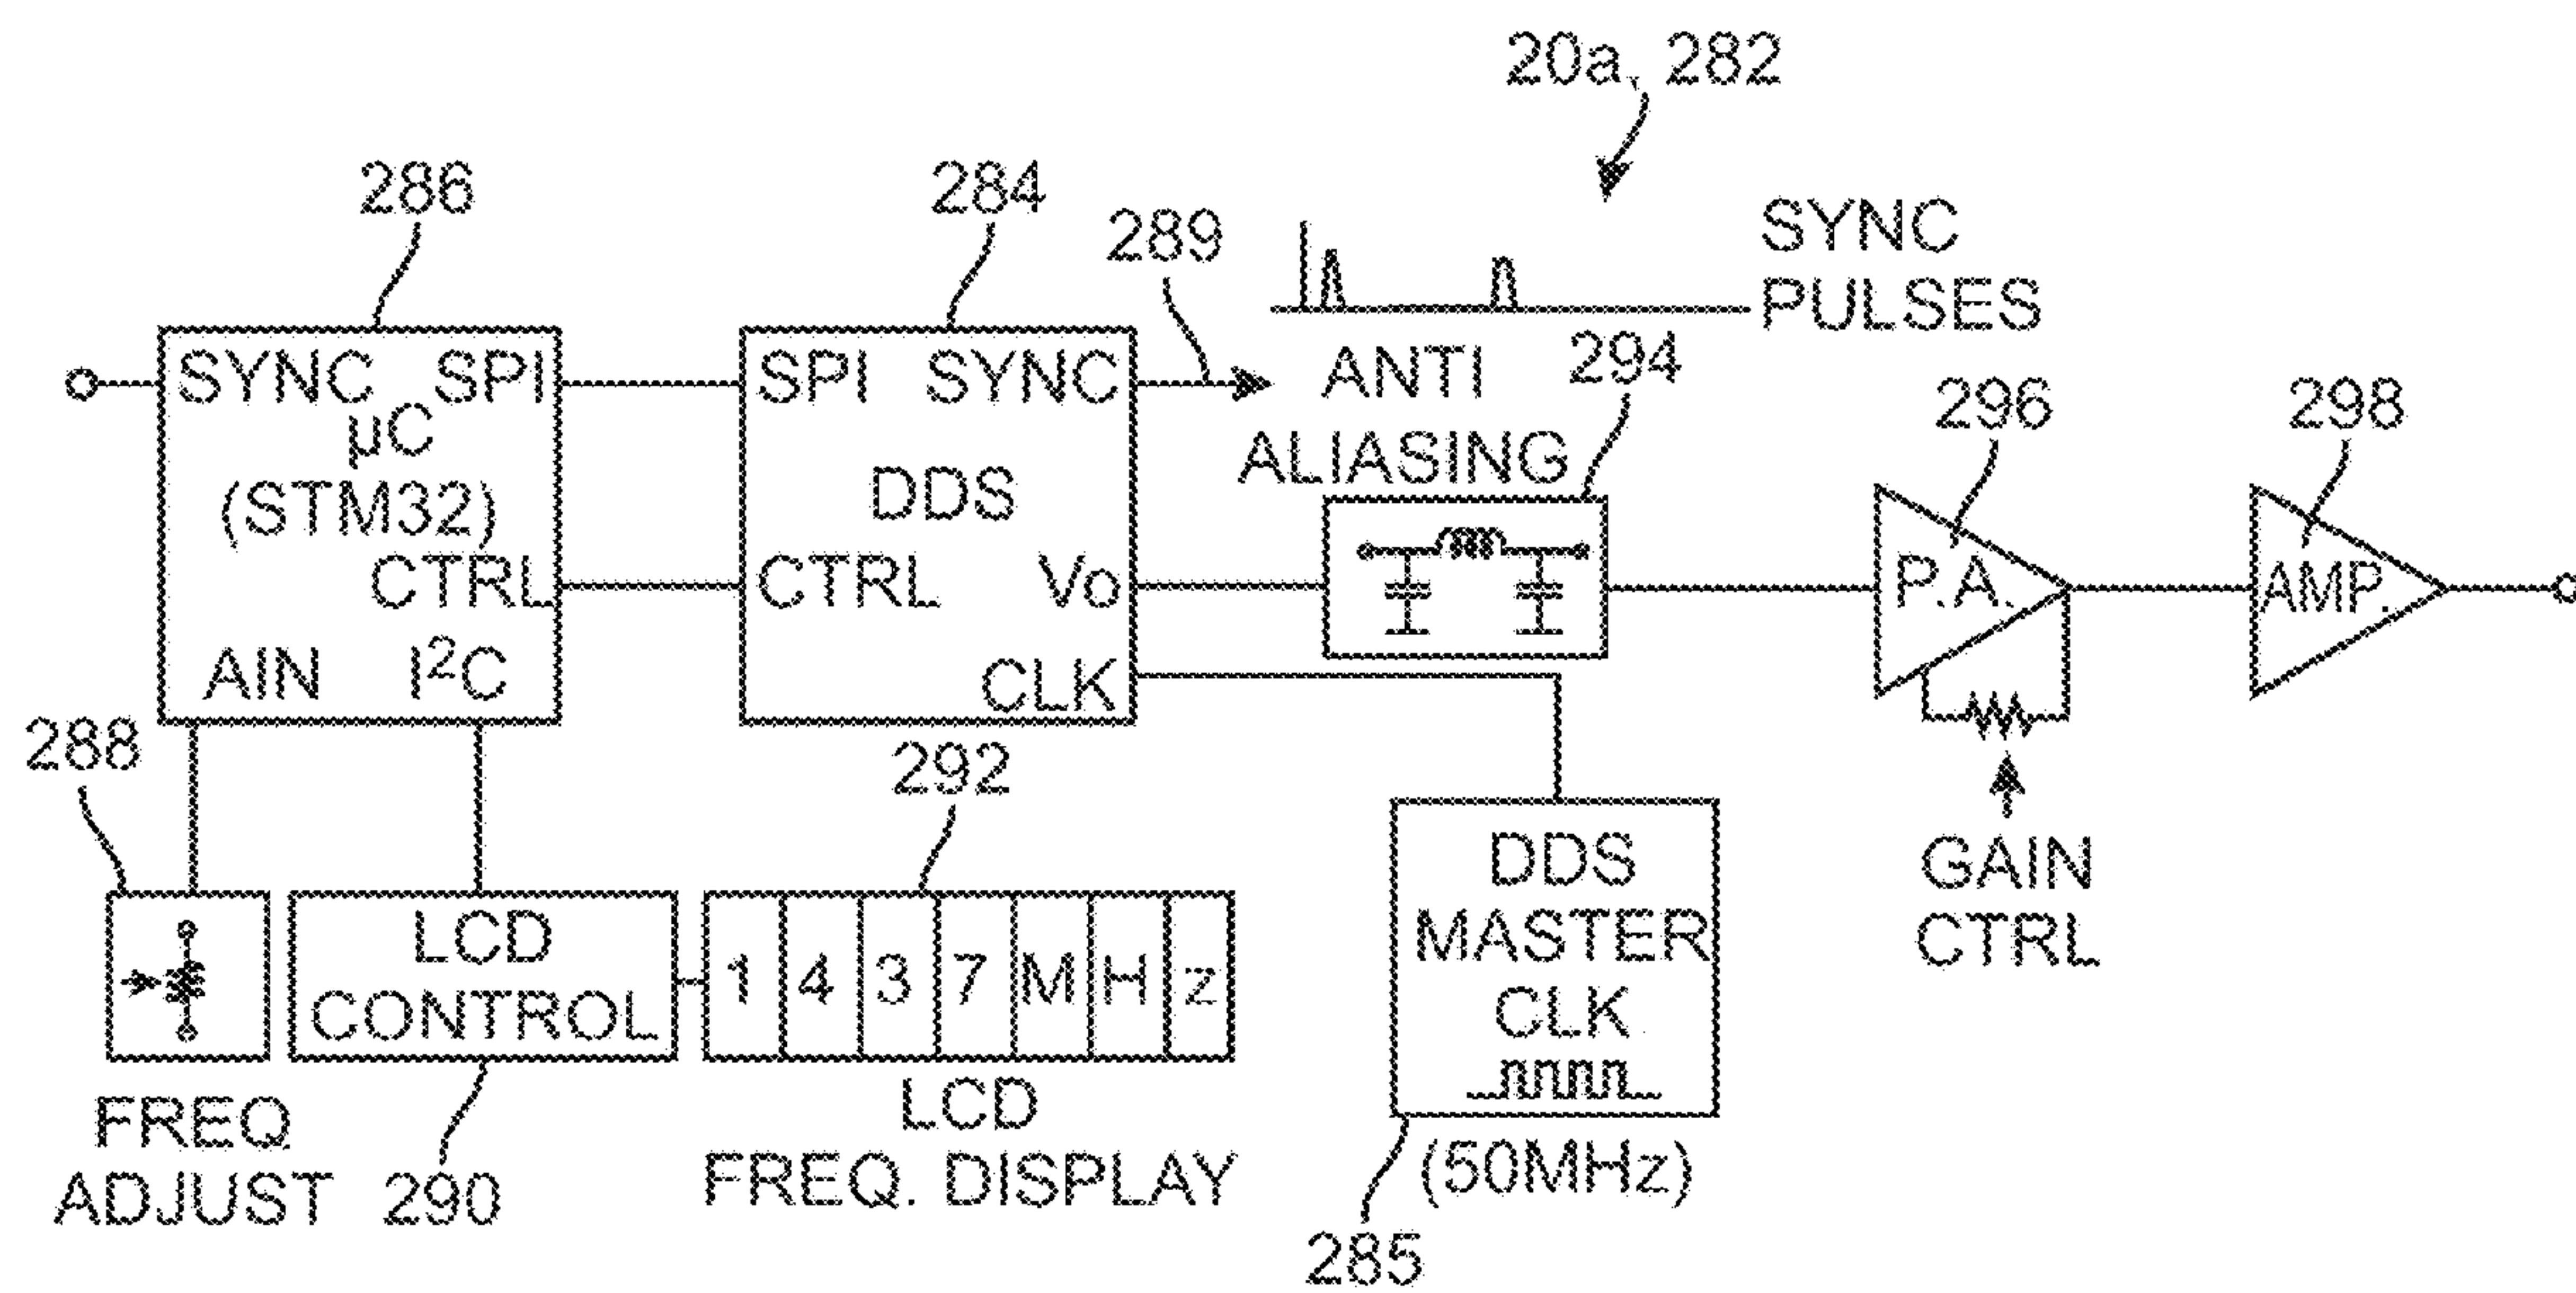 20a, 282
286
284
289
SYNC
PULSES
SYNC SPI
µC
(STM32)
CTRL
AIN I²C
SPI SYNC
DDS
CTRL Vo
CLK
ANTI
ALIASING
294
296
298
P.A.
AMP.
288
292
LCD
CONTROL
1 4 3 7 M H z
DDS
MASTER
CLK
GAIN
CTRL
FREQ
ADJUST
290
LCD
FREQ. DISPLAY
(50MHz)
285